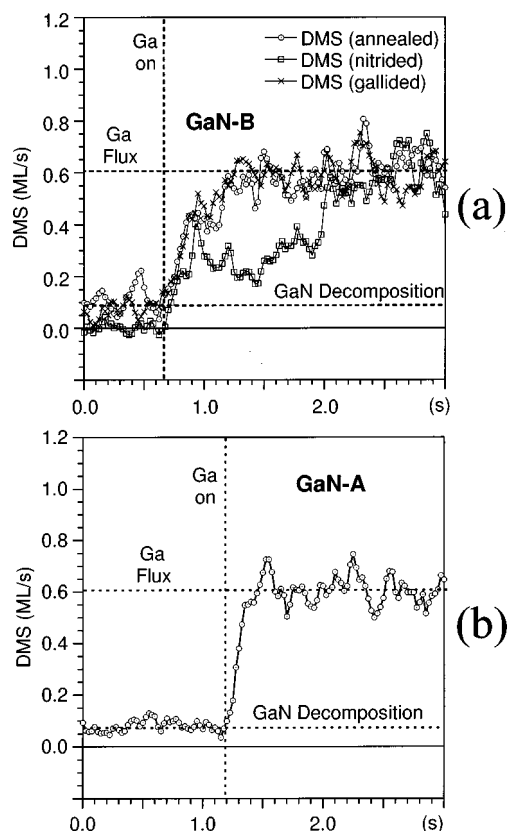 1.2
1.0
0.8
0.6
0.4
0.2
0.0
DMS (ML/s)
Ga
on
DMS (annealed)
DMS (nitrided)
DMS (gallided)
GaN-B
Ga
Flux
GaN Decomposition
0.0
1.0
2.0
(s)
(a)
1.2
1.0
0.8
0.6
0.4
0.2
0.0
DMS (ML/s)
Ga
on
GaN-A
Ga
Flux
GaN Decomposition
0.0
1.0
2.0
(s)
(b)